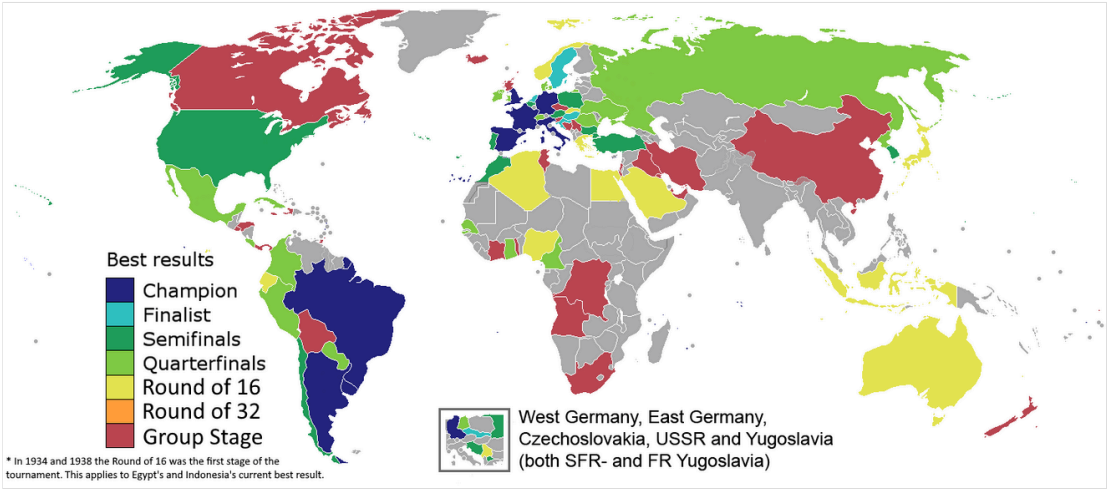 Best results
Champion
Finalist
Semifinals
Quarterfinals
Round of 16
Round of 32
Group Stage
* In 1934 and 1938 the Round of 16 was the first stage of the
tournament. This applies to Egypt's and Indonesia's current best result.
West Germany, East Germany,
Czechoslovakia, USSR and Yugoslavia
(both SFR- and FR Yugoslavia)